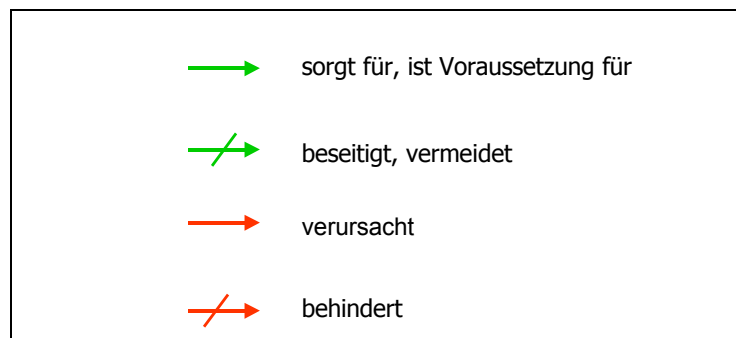 sorgt für, ist Voraussetzung für
beseitigt, vermeidet
verursacht
behindert